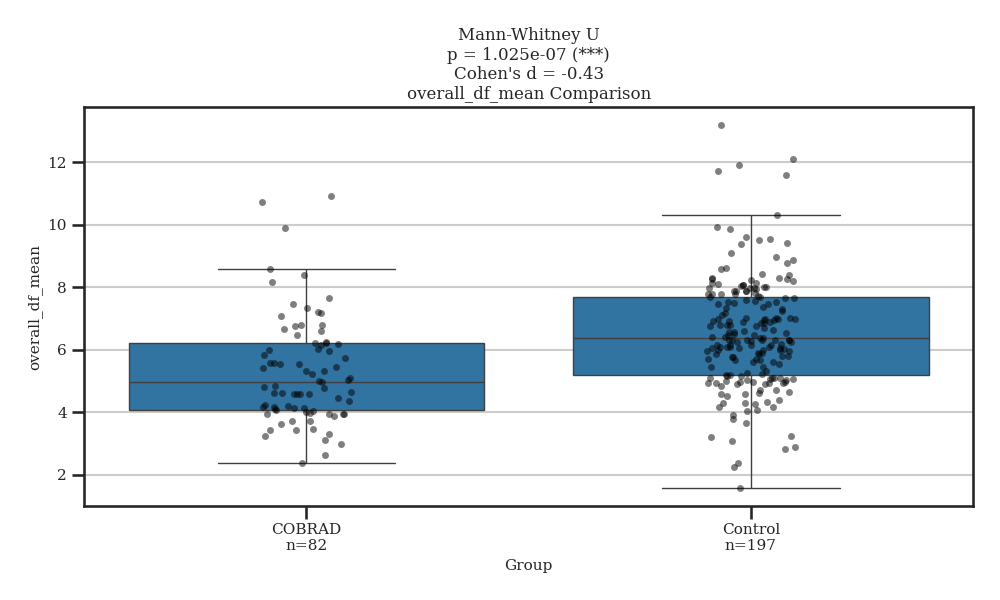 Mann-Whitney U
p = 1.025e-07 (***)
Cohen's d = -0.43
overall_df_mean Comparison
overall_df_mean
12
10
8
6
4
2
COBRAD
n=82
Control
n=197
Group